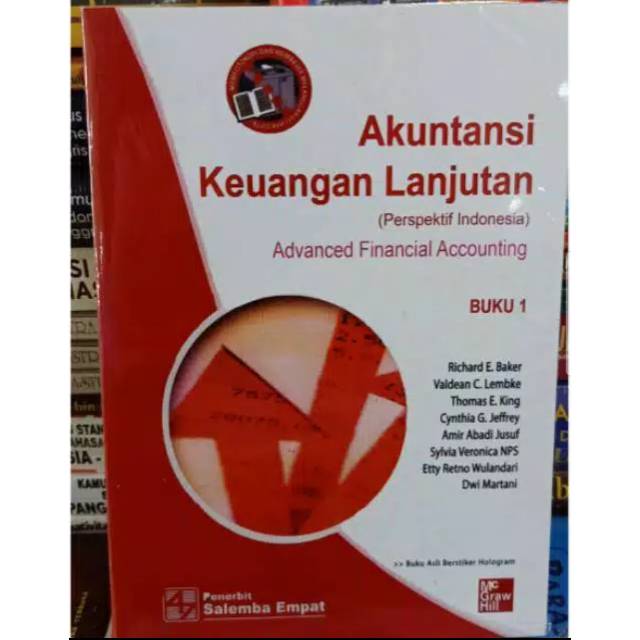 Akuntansi
Keuangan Lanjutan
(Perspektif Indonesia)
Advanced Financial Accounting
BUKU 1
Richard E. Baker
Valdean C. Lembke
Thomas E. King
Cynthia G. Jeffrey
Amir Abadi Jusuf
Sylvia Veronica NPS
Etty Retno Wulandari
Dwi Martani
>> Buku Asli Berstiker Hologram
Penerbit
Salemba Empat
Mc
Graw
Hill